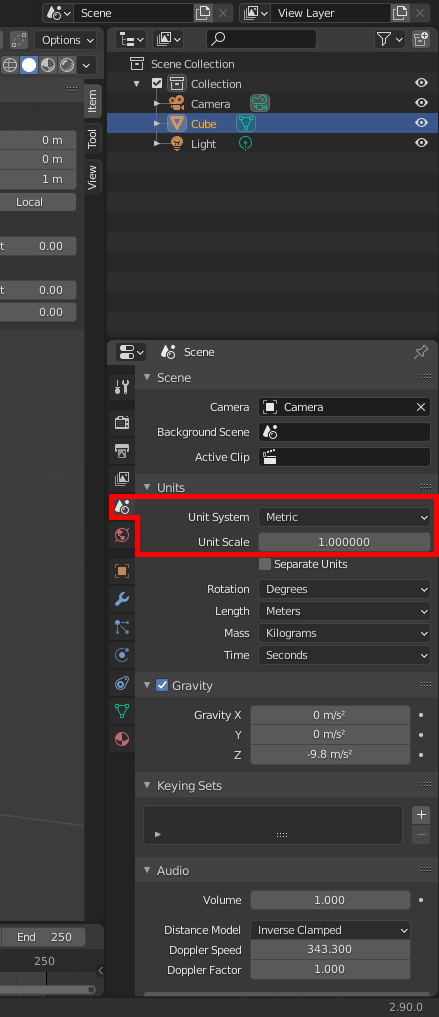 Scene
View Layer
Options
Item
Tool
View
0 m
0 m
1 m
Local
t 0.00
t 0.00
0.00
Scene Collection
Collection
Camera
Cube
Light
Scene
Scene
Camera Camera
Background Scene
Active Clip
Units
Unit System Metric
Unit Scale 1.000000
Separate Units
Rotation Degrees
Length Meters
Mass Kilograms
Time Seconds
Gravity
Gravity X 0 m/s²
Y 0 m/s²
Z -9.8 m/s²
Keying Sets
Audio
Volume 1.000
Distance Model Inverse Clamped
Doppler Speed 343.300
Doppler Factor 1.000
End 250
250
2.90.0